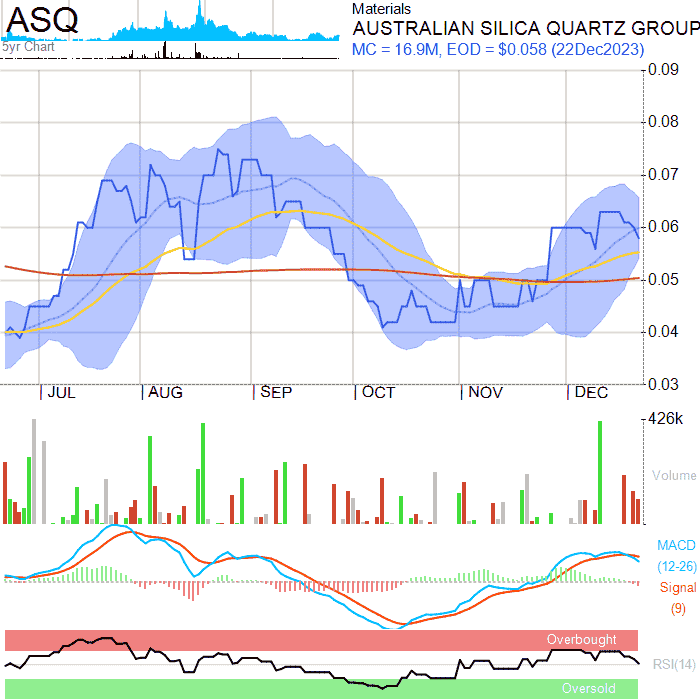 ASQ
5yr Chart
Materials
AUSTRALIAN SILICA QUARTZ GROUP
MC = 16.9M, EOD = $0.058 (22Dec2023)
0.09
0.08
0.07
0.06
0.05
0.04
0.03
JUL AUG SEP OCT NOV DEC
426k
Volume
MACD
(12-26)
Signal
(9)
Overbought
RSI(14)
Oversold